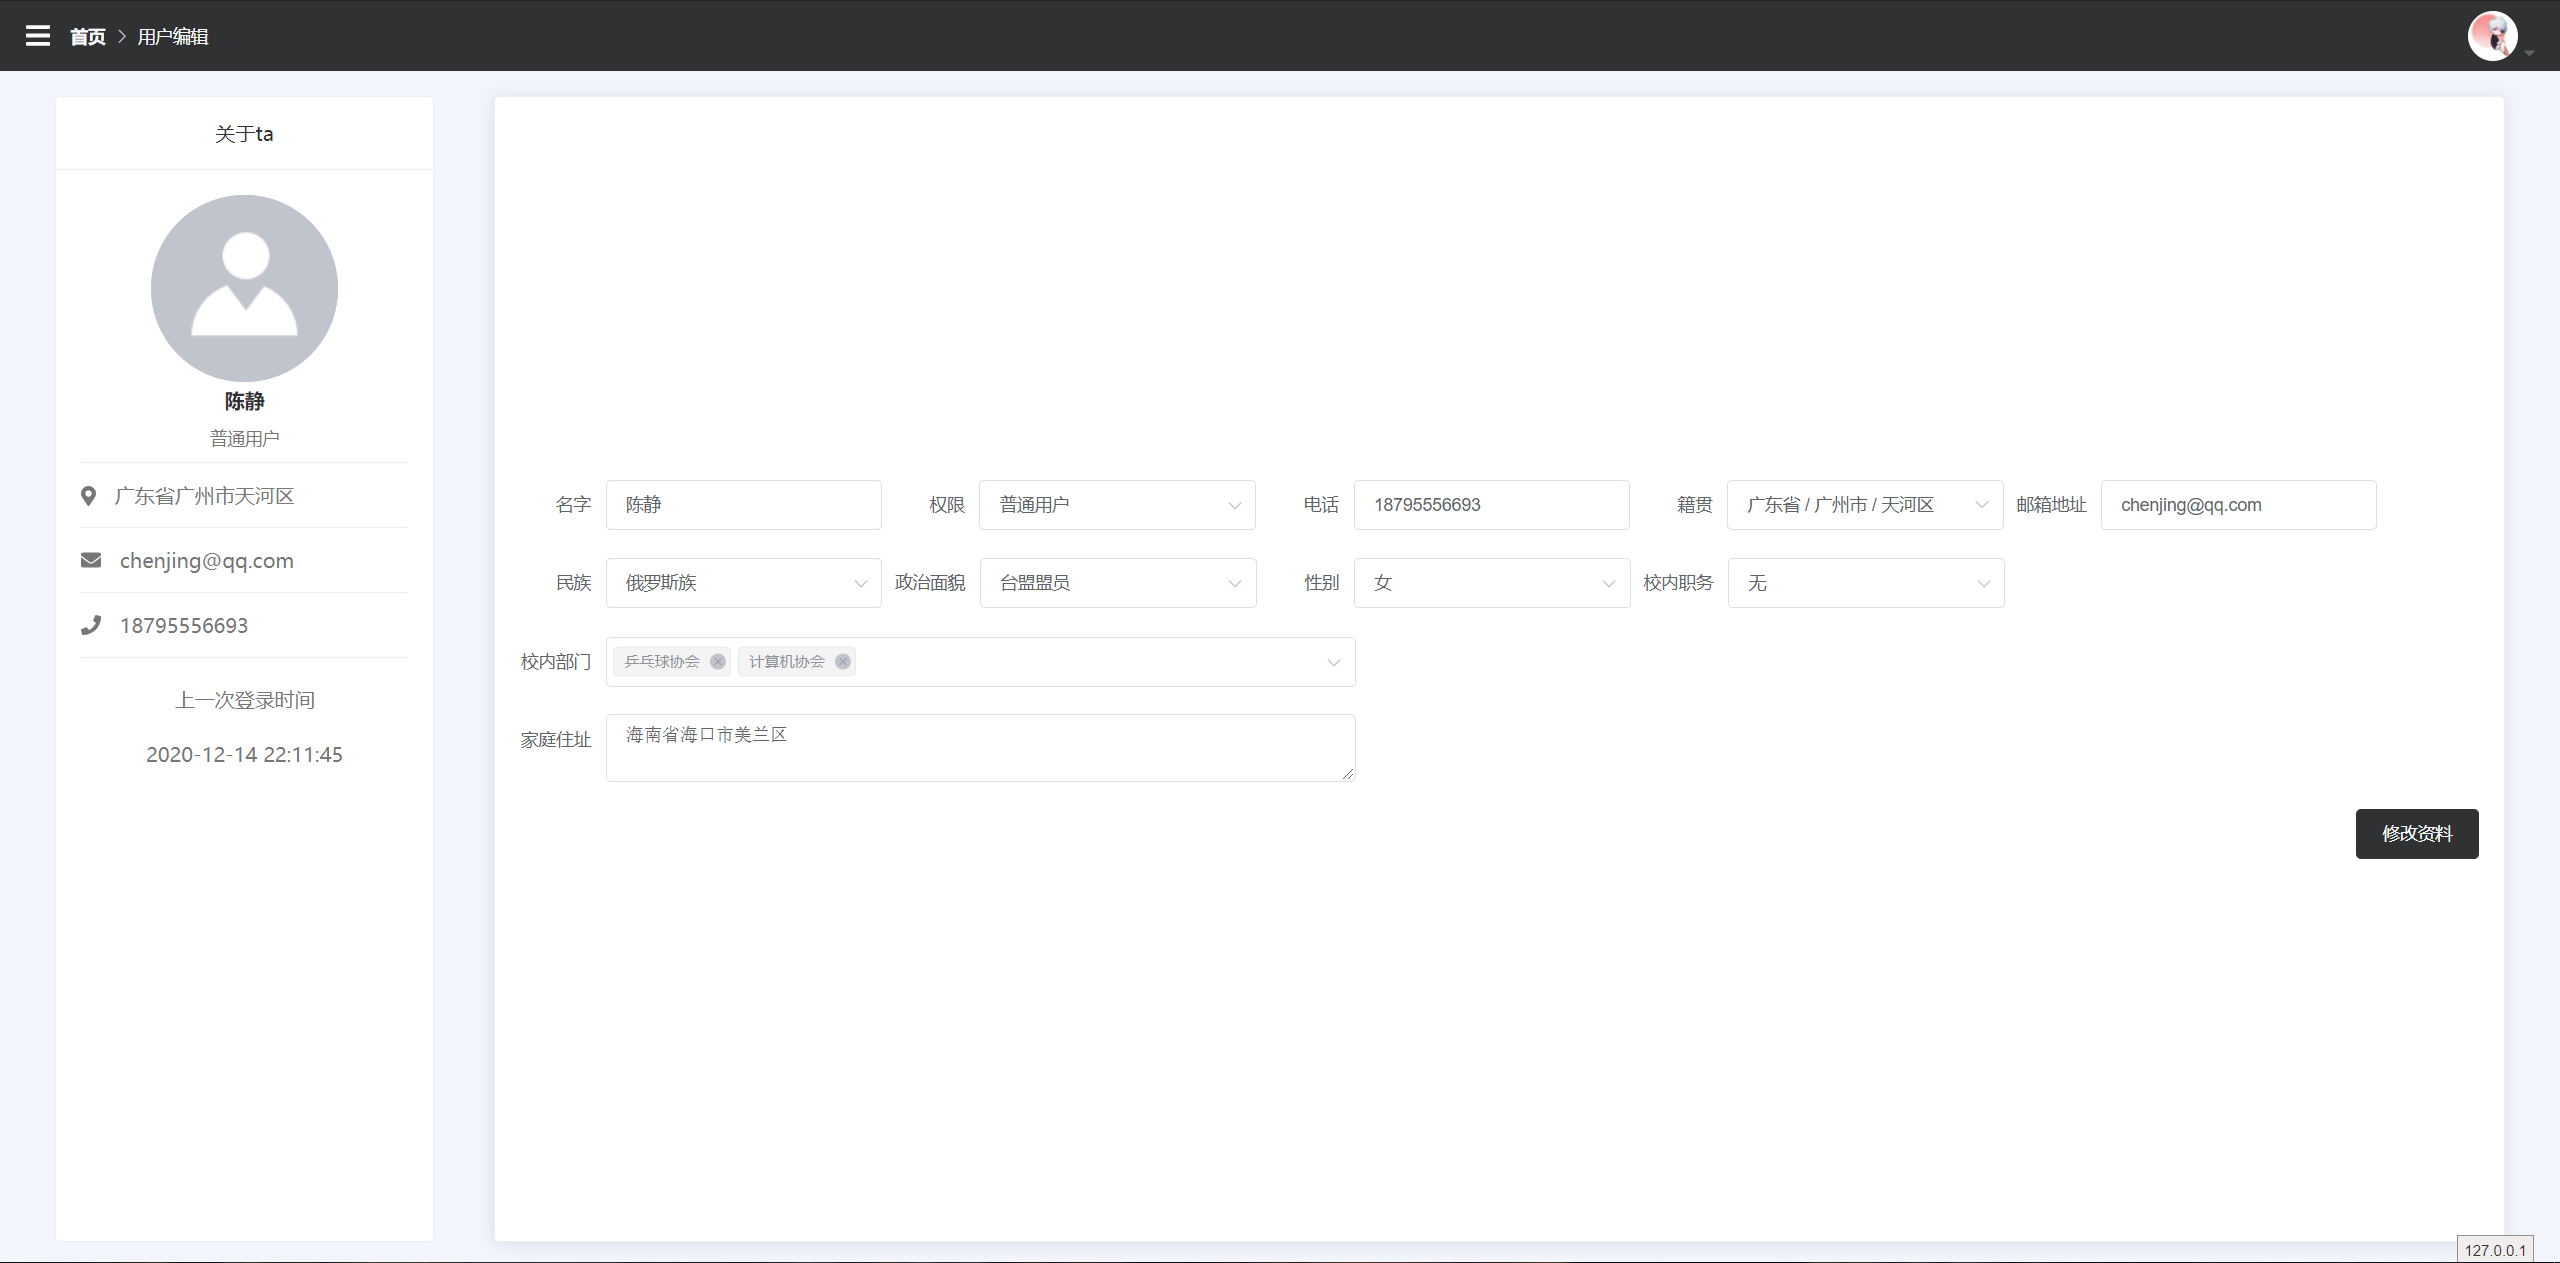 首页 > 用户编辑
关于ta
陈静
普通用户
广东省广州市天河区
chenjing@qq.com
18795556693
上一次登录时间
2020-12-14 22:11:45
名字 陈静 权限 普通用户 电话 18795556693 籍贯 广东省 / 广州市 / 天河区 邮箱地址 chenjing@qq.com
民族 俄罗斯族 政治面貌 台盟盟员 性别 女 校内职务 无
校内部门 乒乓球协会 计算机协会
家庭住址 海南省海口市美兰区
修改资料
127.0.0.1